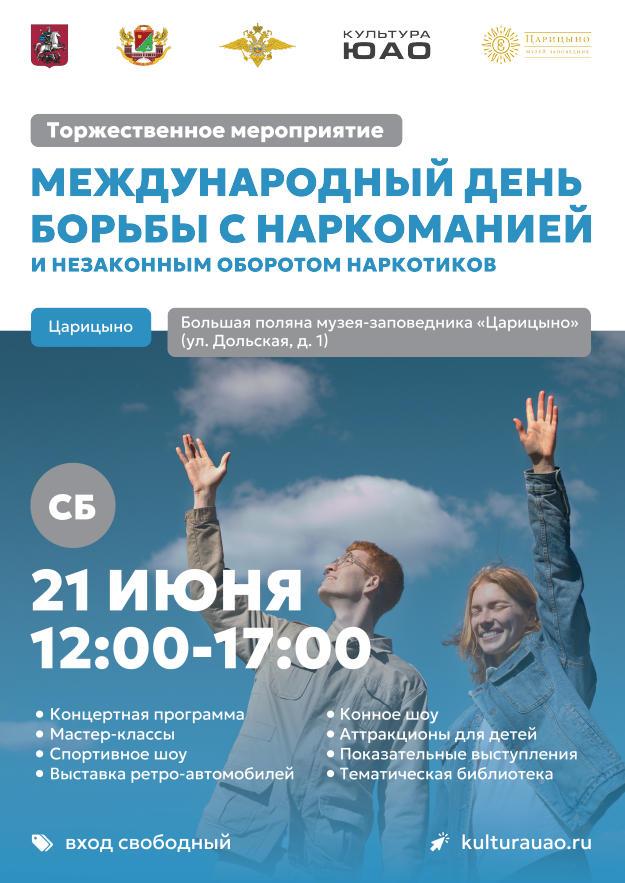 КУЛЬТУРА
ЮАО
Царицыно
МУЗЕЙ-ЗАПОВЕДНИК
Торжественное мероприятие
МЕЖДУНАРОДНЫЙ ДЕНЬ
БОРЬБЫ С НАРКОМАНИЕЙ
И НЕЗАКОННЫМ ОБОРОТОМ НАРКОТИКОВ
Царицыно
Большая поляна музея-заповедника «Царицыно»
(ул. Дольская, д. 1)
СБ
21 ИЮНЯ
12:00-17:00
• Концертная программа
• Мастер-классы
• Спортивное шоу
• Выставка ретро-автомобилей
• Конное шоу
• Аттракционы для детей
• Показательные выступления
• Тематическая библиотека
вход свободный
kulturauao.ru